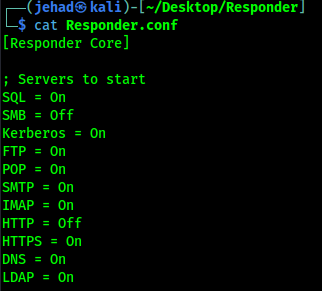 ┌──(jehad㉿kali)-[~/Desktop/Responder]
└─$ cat Responder.conf
[Responder Core]

; Servers to start
SQL = On
SMB = Off
Kerberos = On
FTP = On
POP = On
SMTP = On
IMAP = On
HTTP = Off
HTTPS = On
DNS = On
LDAP = On